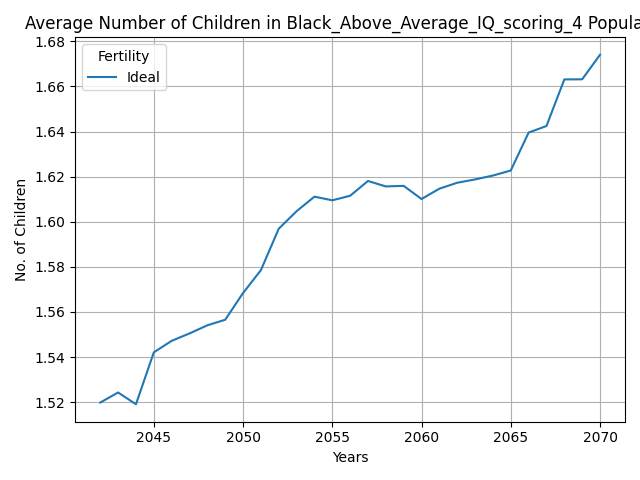 Average Number of Children in Black_Above_Average_IQ_scoring_4 Popula
1.68
1.66
1.64
1.62
1.60
1.58
1.56
1.54
1.52
No. of Children
Fertility
Ideal
2045 2050 2055 2060 2065 2070
Years